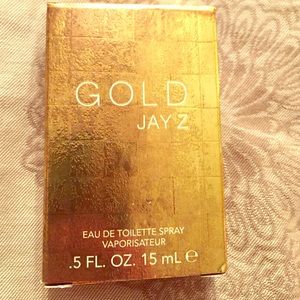 GOLD
JAY Z
EAU DE TOILETTE SPRAY
VAPORISATEUR
.5 FL. OZ. 15 mL ℮